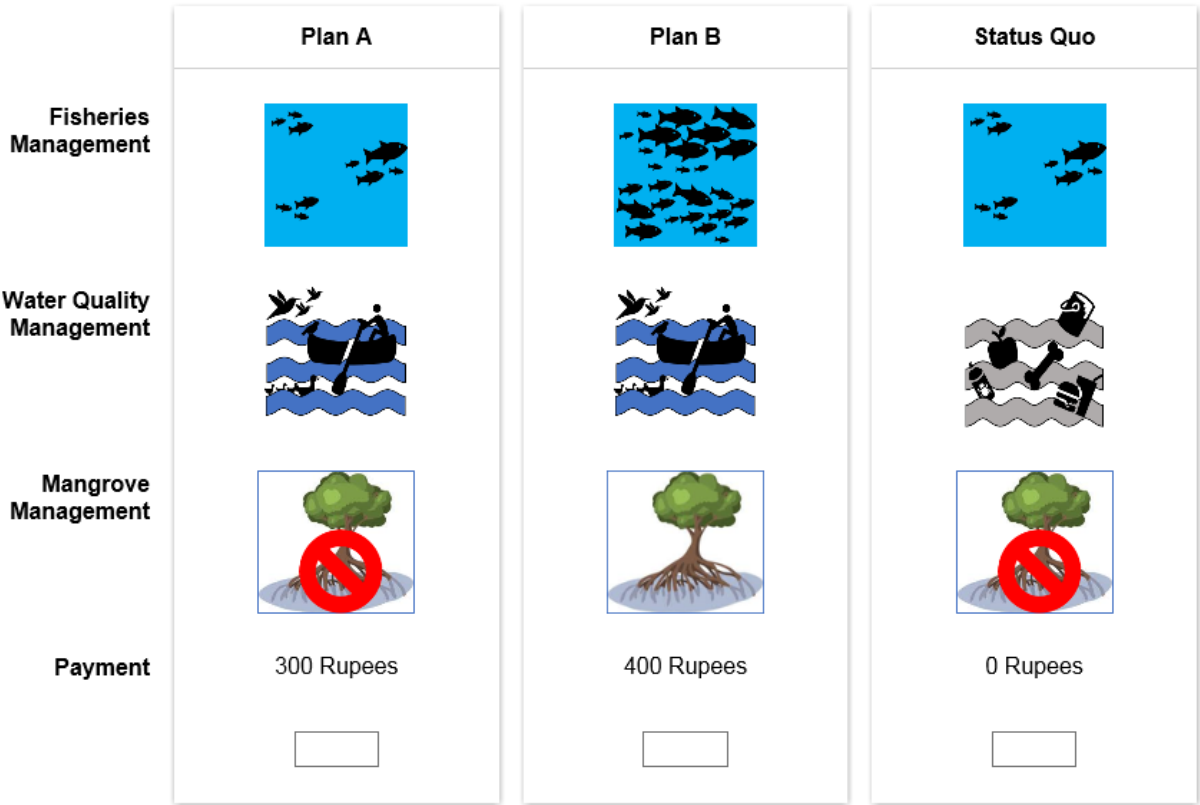 Plan A
Plan B
Status Quo
Fisheries
Management
Water Quality
Management
Mangrove
Management
Payment
300 Rupees
400 Rupees
0 Rupees